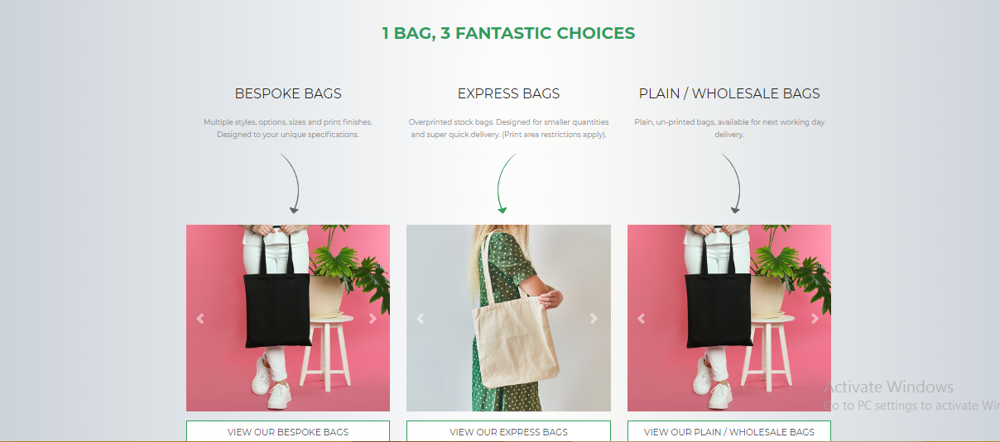 1 BAG, 3 FANTASTIC CHOICES
BESPOKE BAGS
Multiple styles, options, sizes and print finishes.
Designed to your unique specifications.
EXPRESS BAGS
Overprinted stock bags. Designed for smaller quantities
and super quick delivery. (Print area restrictions apply).
PLAIN / WHOLESALE BAGS
Plain, un-printed bags, available for next working day
delivery.
VIEW OUR BESPOKE BAGS
VIEW OUR EXPRESS BAGS
VIEW OUR PLAIN / WHOLESALE BAGS
Activate Windows
Go to PC settings to activate Win